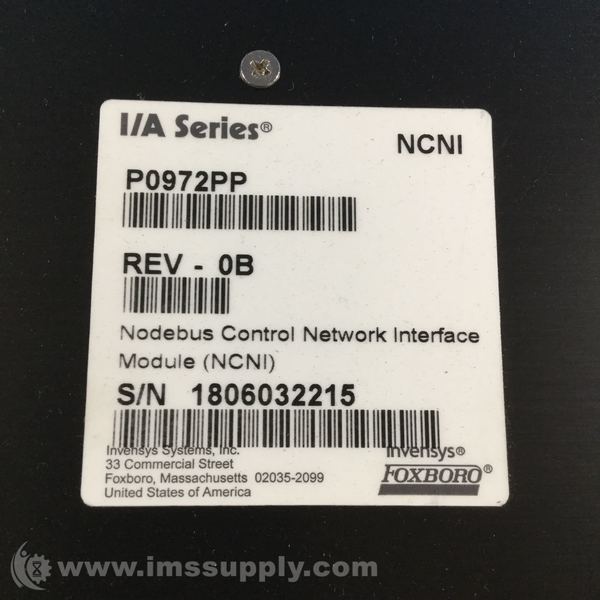 I/A Series®
NCNI
P0972PP
REV - 0B
Nodebus Control Network Interface
Module (NCNI)
S/N 1806032215
Invensys Systems, Inc.
33 Commercial Street
Foxboro, Massachusetts 02035-2099
United States of America
invensys®
FOXBORO®
www.imssupply.com